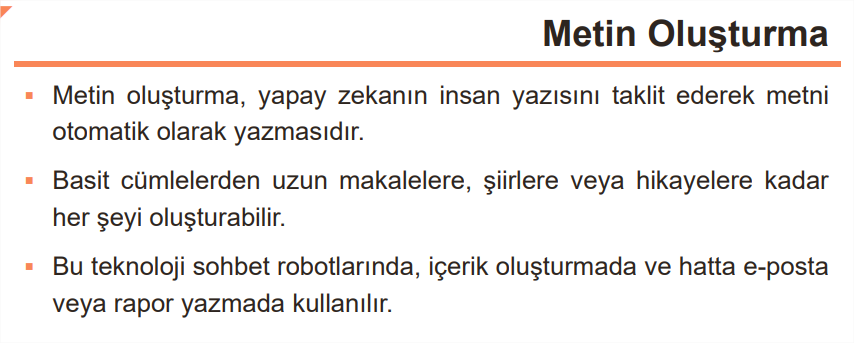 Metin Oluşturma
▪ Metin oluşturma, yapay zekanın insan yazısını taklit ederek metni
otomatik olarak yazmasıdır.
▪ Basit cümlelerden uzun makalelere, şiirlere veya hikayelere kadar
her şeyi oluşturabilir.
▪ Bu teknoloji sohbet robotlarında, içerik oluşturmada ve hatta e-posta
veya rapor yazmada kullanılır.